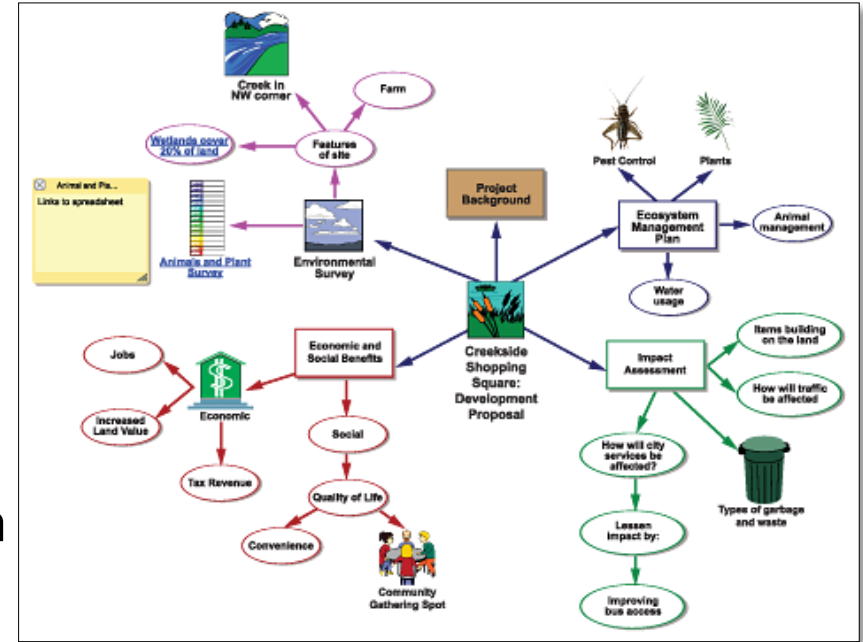 Creek in
NW corner
Farm
Wetlands cover
20% of land
Features
of site
Animal and Pla...
Links to spreadsheet
Animals and Plant
Survey
Environmental
Survey
Project
Background
Pest Control
Plants
Ecosystem
Management
Plan
Animal
management
Water
usage
Creekside
Shopping
Square:
Development
Proposal
Economic and
Social Benefits
Jobs
Increased
Land Value
Economic
Tax Revenue
Social
Quality of Life
Convenience
Community
Gathering Spot
Impact
Assessment
Items building
on the land
How will traffic
be affected
How will city
services be
affected?
Types of garbage
and waste
Lessen
impact by:
Improving
bus access